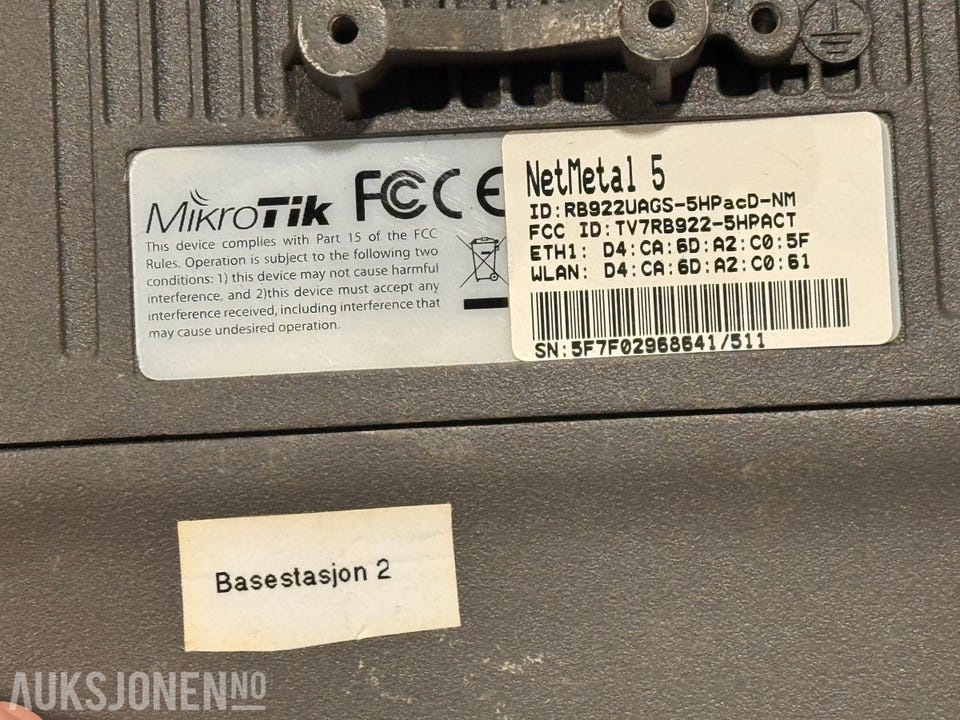 MikroTik FCC CE
This device complies with Part 15 of the FCC
Rules. Operation is subject to the following two
conditions: 1) this device may not cause harmful
interference, and 2)this device must accept any
interference received, including interference that
may cause undesired operation.
NetMetal 5
ID:RB922UAGS-5HPacD-NM
FCC ID:TV7RB922-5HPACT
ETH1: D4:CA:6D:A2:C0:5F
WLAN: D4:CA:6D:A2:C0:61
SN:5F7F02968641/511
Basestasjon 2
AUKSJONEN.NO